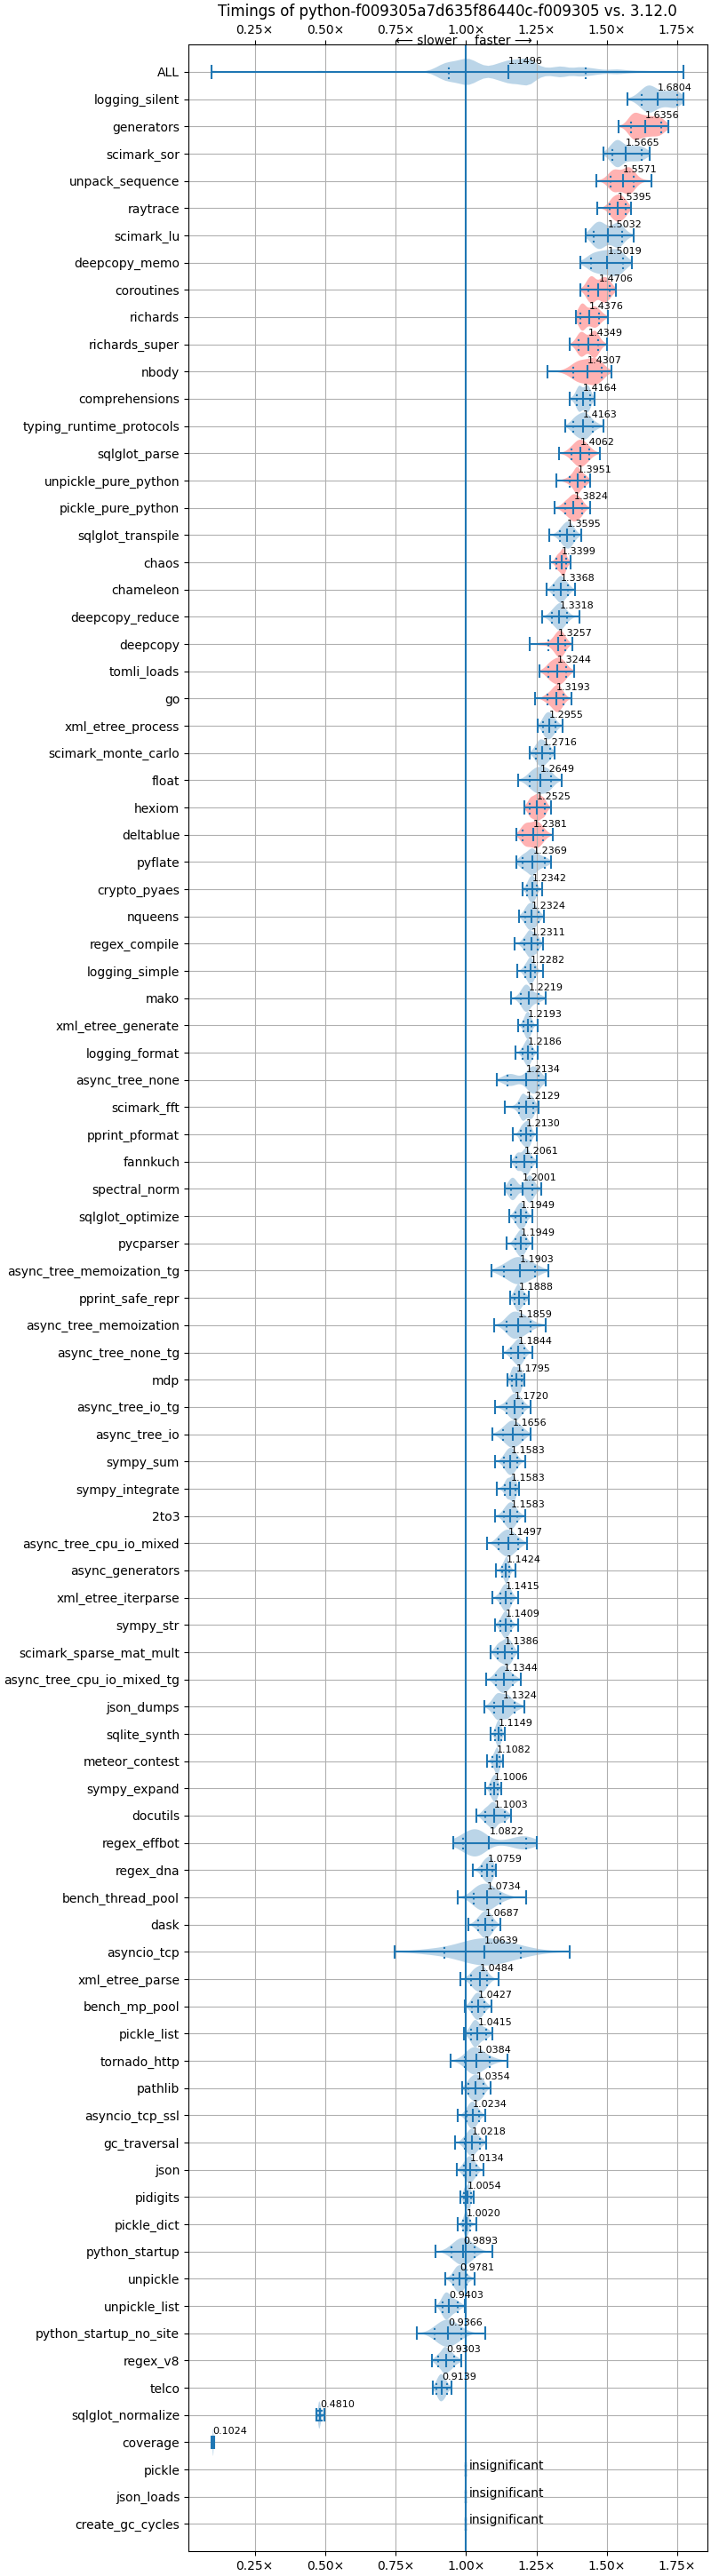 Timings of python-f009305a7d635f86440c-f009305 vs. 3.12.0
0.25× 0.50× 0.75× 1.00× 1.25× 1.50× 1.75×
⟵ slower faster ⟶
ALL 1.1496
logging_silent 1.6804
generators 1.6356
scimark_sor 1.5665
unpack_sequence 1.5571
raytrace 1.5395
scimark_lu 1.5032
deepcopy_memo 1.5019
coroutines 1.4706
richards 1.4376
richards_super 1.4349
nbody 1.4307
comprehensions 1.4164
typing_runtime_protocols 1.4163
sqlglot_parse 1.4062
unpickle_pure_python 1.3951
pickle_pure_python 1.3824
sqlglot_transpile 1.3595
chaos 1.3399
chameleon 1.3368
deepcopy_reduce 1.3318
deepcopy 1.3257
tomli_loads 1.3244
go 1.3193
xml_etree_process 1.2955
scimark_monte_carlo 1.2716
float 1.2649
hexiom 1.2525
deltablue 1.2381
pyflate 1.2369
crypto_pyaes 1.2342
nqueens 1.2324
regex_compile 1.2311
logging_simple 1.2282
mako 1.2219
xml_etree_generate 1.2193
logging_format 1.2186
async_tree_none 1.2134
scimark_fft 1.2129
pprint_pformat 1.2130
fannkuch 1.2061
spectral_norm 1.2001
sqlglot_optimize 1.1949
pycparser 1.1949
async_tree_memoization_tg 1.1903
pprint_safe_repr 1.1888
async_tree_memoization 1.1859
async_tree_none_tg 1.1844
mdp 1.1795
async_tree_io_tg 1.1720
async_tree_io 1.1656
sympy_sum 1.1583
sympy_integrate 1.1583
2to3 1.1583
async_tree_cpu_io_mixed 1.1497
async_generators 1.1424
xml_etree_iterparse 1.1415
sympy_str 1.1409
scimark_sparse_mat_mult 1.1386
async_tree_cpu_io_mixed_tg 1.1344
json_dumps 1.1324
sqlite_synth 1.1149
meteor_contest 1.1082
sympy_expand 1.1006
docutils 1.1003
regex_effbot 1.0822
regex_dna 1.0759
bench_thread_pool 1.0734
dask 1.0687
asyncio_tcp 1.0639
xml_etree_parse 1.0484
bench_mp_pool 1.0427
pickle_list 1.0415
tornado_http 1.0384
pathlib 1.0354
asyncio_tcp_ssl 1.0234
gc_traversal 1.0218
json 1.0134
pidigits 1.0054
pickle_dict 1.0020
python_startup 0.9893
unpickle 0.9781
unpickle_list 0.9403
python_startup_no_site 0.9366
regex_v8 0.9303
telco 0.9139
sqlglot_normalize 0.4810
coverage 0.1024
pickle insignificant
json_loads insignificant
create_gc_cycles insignificant
0.25× 0.50× 0.75× 1.00× 1.25× 1.50× 1.75×